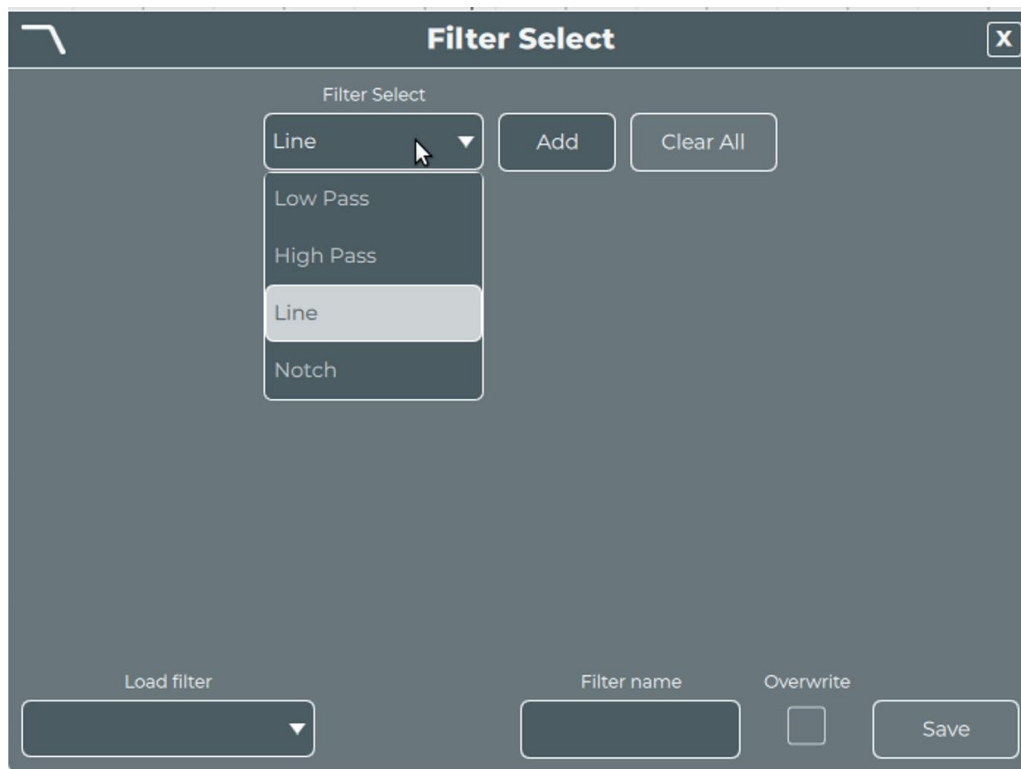 Filter Select
X
Filter Select
Line
Add
Clear All
Low Pass
High Pass
Line
Notch
Load filter
Filter name
Overwrite
Save